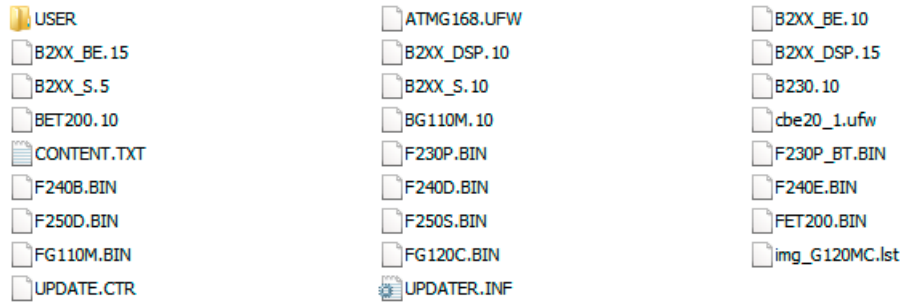 USER
ATMG168.UFW
B2XX_BE.10
B2XX_BE.15
B2XX_DSP.10
B2XX_DSP.15
B2XX_S.5
B2XX_S.10
B230.10
BET200.10
BG110M.10
cbe20_1.ufw
CONTENT.TXT
F230P.BIN
F230P_BT.BIN
F240B.BIN
F240D.BIN
F240E.BIN
F250D.BIN
F250S.BIN
FET200.BIN
FG110M.BIN
FG120C.BIN
img_G120MC.lst
UPDATE.CTR
UPDATER.INF